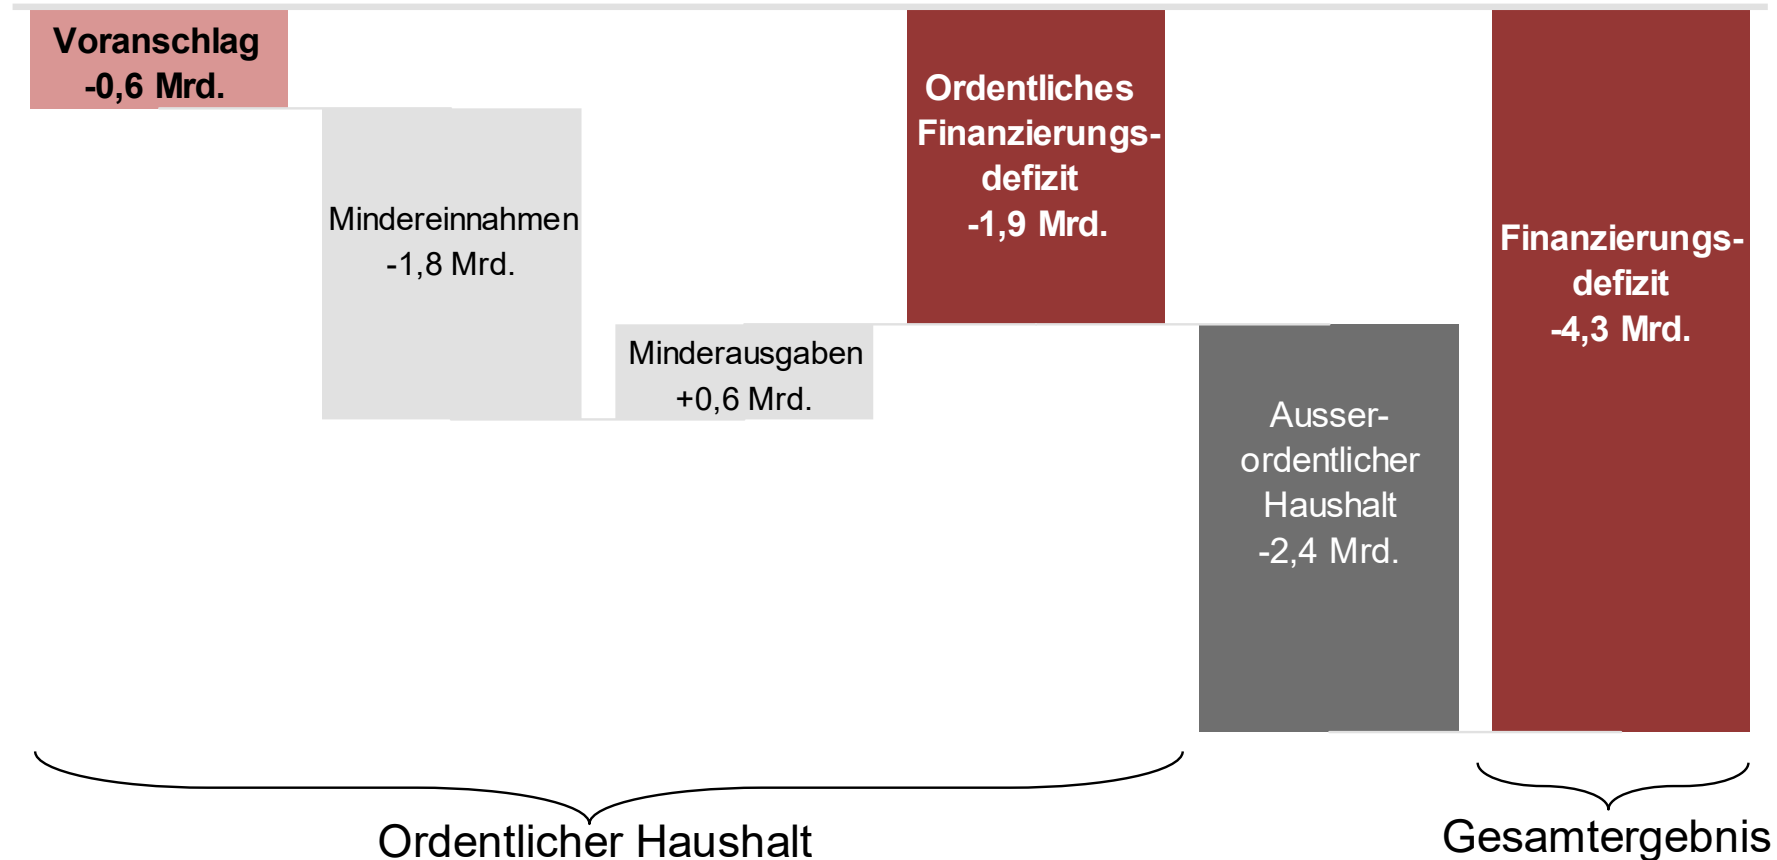 Voranschlag
-0,6 Mrd.
Mindereinnahmen
-1,8 Mrd.
Minderausgaben
+0,6 Mrd.
Ordentliches
Finanzierungs-
defizit
-1,9 Mrd.
Ausser-
ordentlicher
Haushalt
-2,4 Mrd.
Finanzierungs-
defizit
-4,3 Mrd.
Ordentlicher Haushalt
Gesamtergebnis